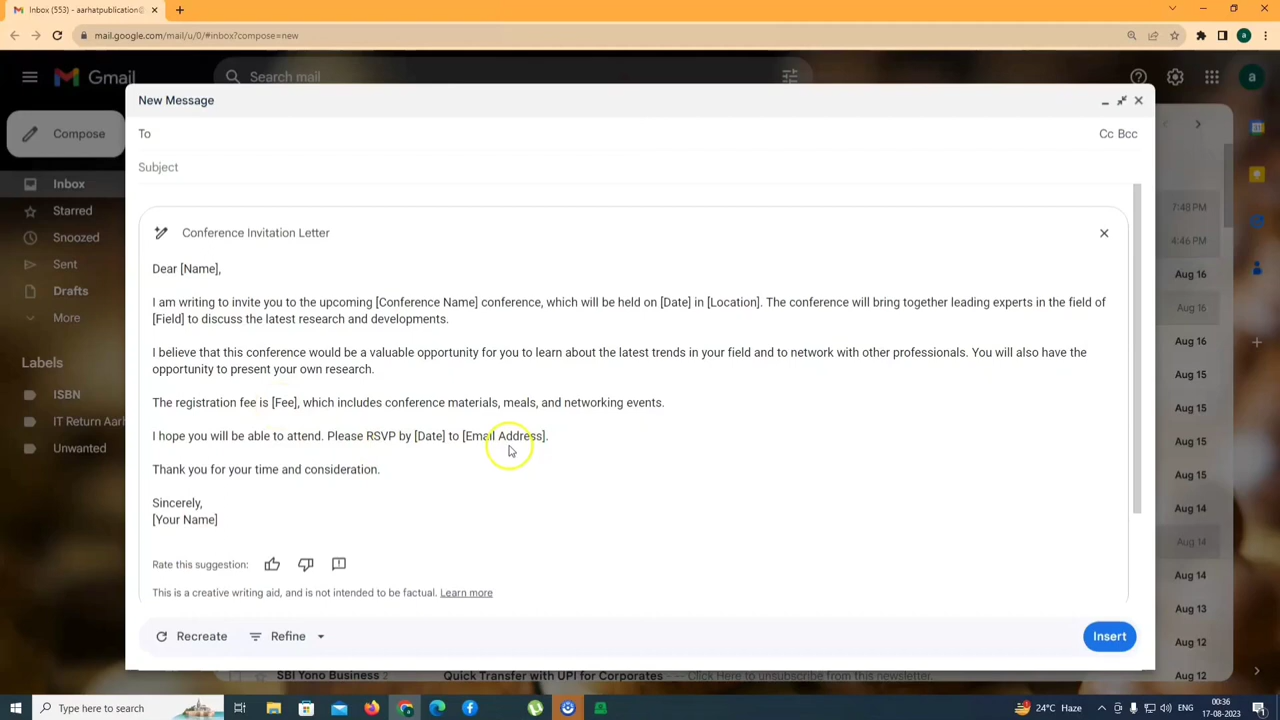 Inbox (553) - aarhatpublication@
mail.google.com/mail/u/0/#inbox?compose=new
Gmail
Search mail
a
Compose
Inbox
Starred
Snoozed
Sent
Drafts
More
Labels
ISBN
IT Return Aarh
Unwanted
New Message
To
Cc Bcc
Subject
Conference Invitation Letter
Dear [Name],
I am writing to invite you to the upcoming [Conference Name] conference, which will be held on [Date] in [Location]. The conference will bring together leading experts in the field of
[Field] to discuss the latest research and developments.
I believe that this conference would be a valuable opportunity for you to learn about the latest trends in your field and to network with other professionals. You will also have the
opportunity to present your own research.
The registration fee is [Fee], which includes conference materials, meals, and networking events.
I hope you will be able to attend. Please RSVP by [Date] to [Email Address].
Thank you for your time and consideration.
Sincerely,
[Your Name]
Rate this suggestion:
This is a creative writing aid, and is not intended to be factual. Learn more
Recreate
Refine
Insert
7:48 PM
4:46 PM
Aug 16
Aug 16
Aug 15
Aug 15
Aug 15
Aug 15
Aug 14
Aug 14
Aug 13
Aug 12
Aug 12
SBI Yono Business 2
Quick Transfer with UPI for Corporates - -- Click Here to unsubscribe from this newsletter.
Type here to search
24°C Haze
ENG
00:36
17-08-2023